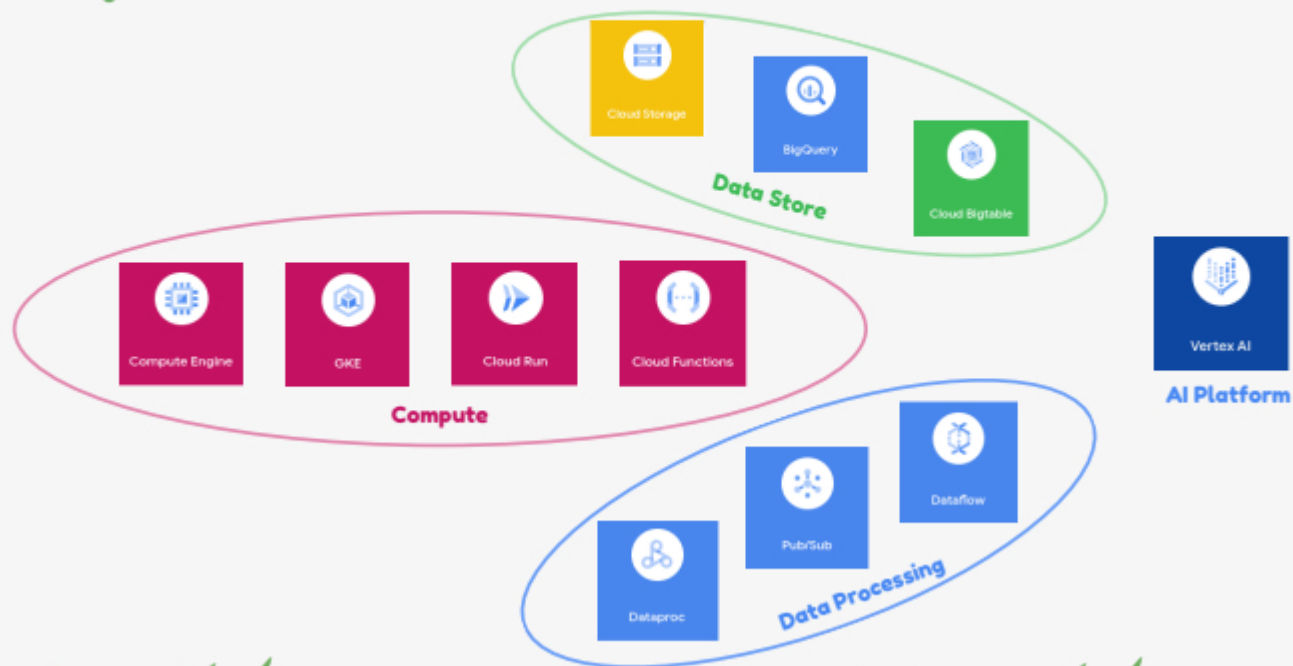 Cloud Storage
BigQuery
Cloud Bigtable
Data Store
Compute Engine
GKE
Cloud Run
Cloud Functions
Compute
Vertex AI
AI Platform
Dataflow
Pub/Sub
Dataproc
Data Processing